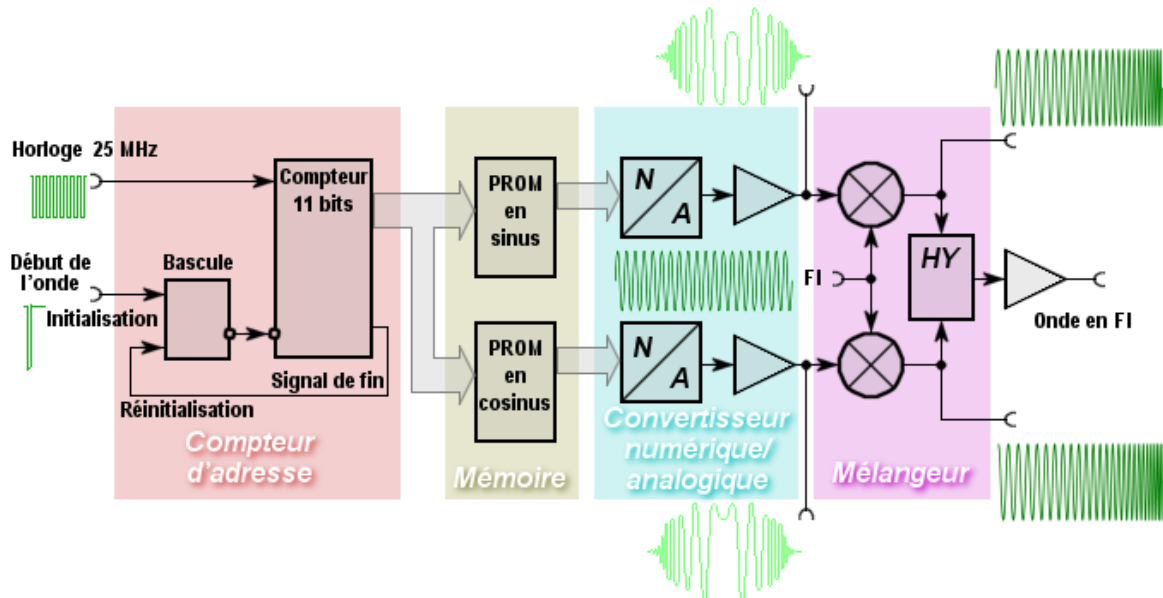 Horloge 25 MHz
Début de
l'onde
Initialisation
Bascule
Compteur
11 bits
Signal de fin
Réinitialisation
Compteur
d'adresse
PROM
en
sinus
PROM
en
cosinus
Mémoire
N
A
N
A
Convertisseur
numérique/
analogique
FI
HY
Mélangeur
Onde en FI